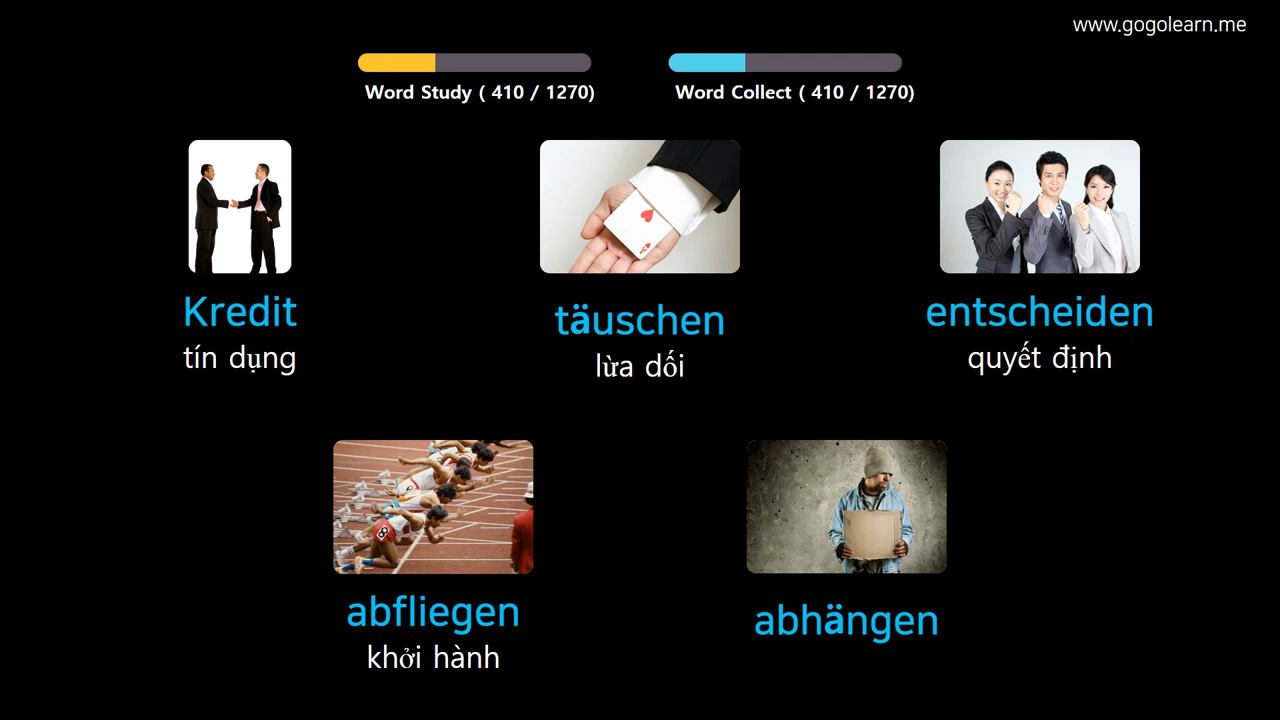 www.gogolearn.me
Word Study ( 410 / 1270)
Word Collect ( 410 / 1270)
Kredit
tín dụng
täuschen
lừa dối
entscheiden
quyết định
abfliegen
khởi hành
abhängen